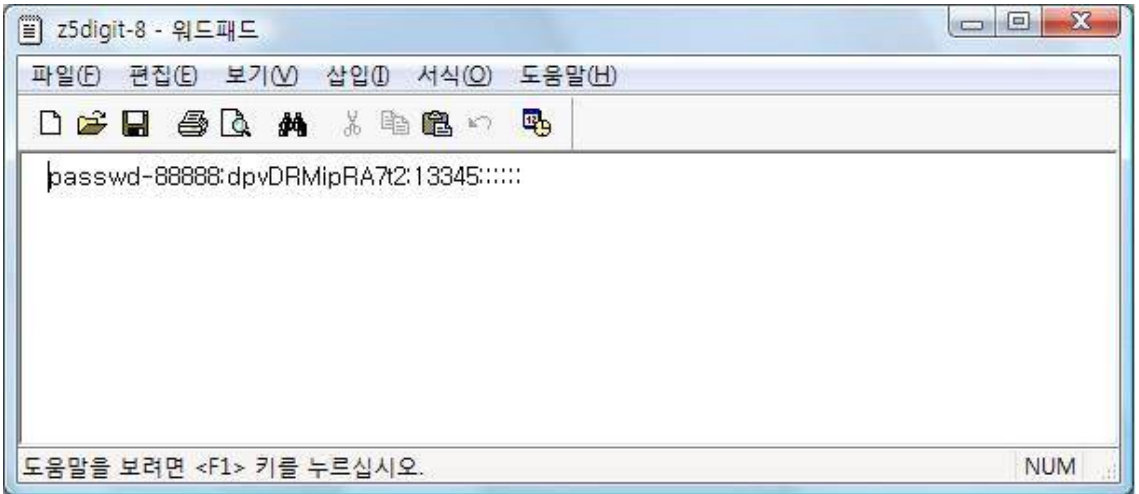 z5digit-8 - 워드패드
파일(F) 편집(E) 보기(V) 삽입(I) 서식(O) 도움말(H)
passwd-88888:dpvDRMipRA7t2:13345::::::
도움말을 보려면 <F1> 키를 누르십시오.
NUM